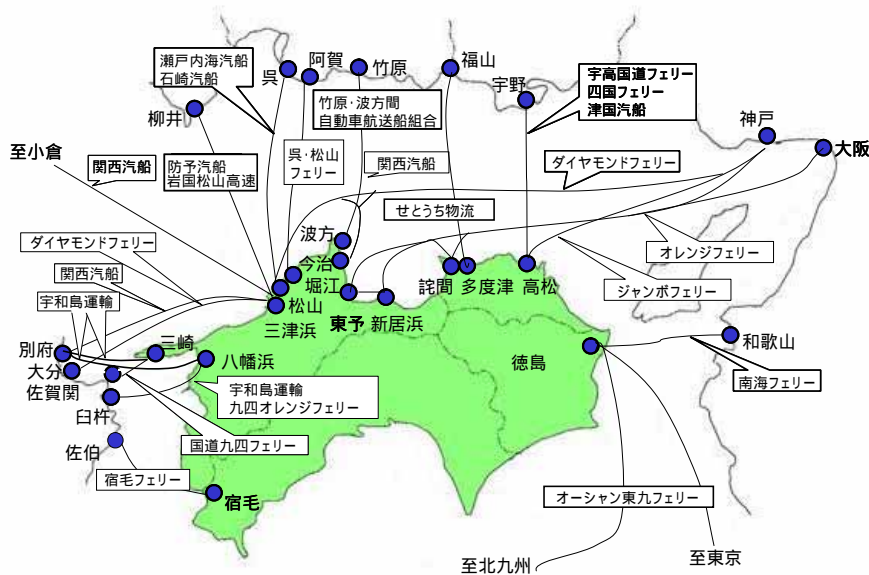 瀬戸内海汽船
石崎汽船
呉
阿賀
竹原
福山
宇野
宇高国道フェリー
四国フェリー
津国汽船
神戸
大阪
柳井
竹原・波方間
自動車航送船組合
至小倉
関西汽船
防予汽船
岩国松山高速
呉・松山
フェリー
関西汽船
ダイヤモンドフェリー
せとうち物流
波方
オレンジフェリー
ダイヤモンドフェリー
今治
堀江
関西汽船
詫間
多度津
高松
ジャンボフェリー
宇和島運輸
松山
三津浜
東予
新居浜
別府
三崎
八幡浜
徳島
和歌山
大分
佐賀関
南海フェリー
宇和島運輸
九四オレンジフェリー
臼杵
国道九四フェリー
佐伯
宿毛フェリー
宿毛
オーシャン東九フェリー
至北九州
至東京